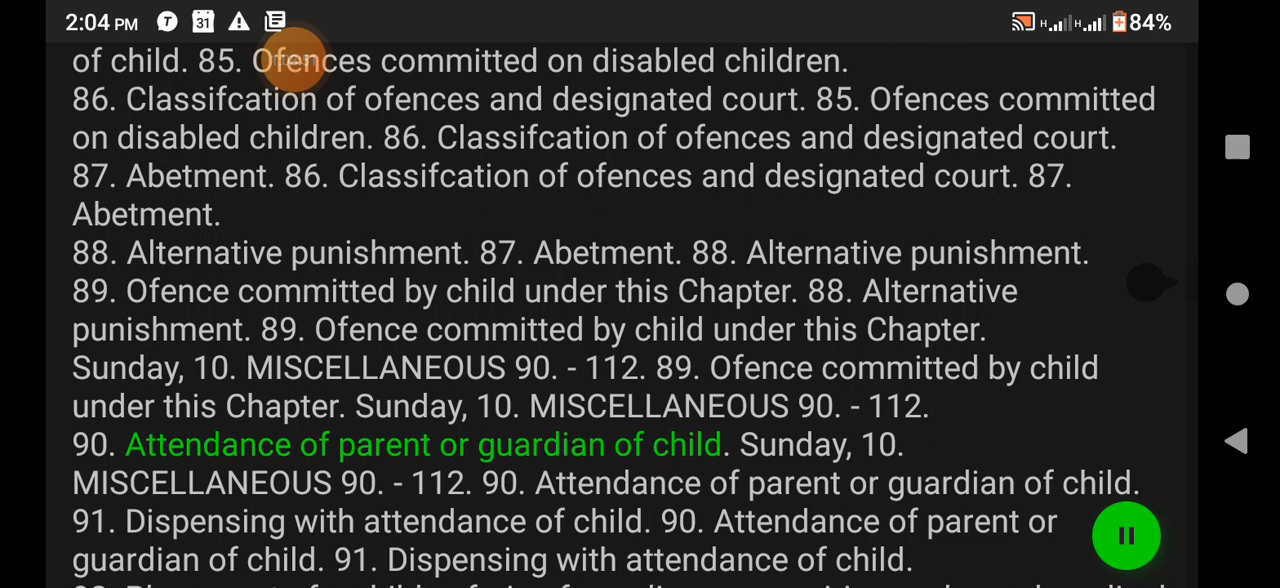 2:04 PM T 31 H H 84%
of child. 85. Ofences committed on disabled children.
86. Classifcation of ofences and designated court. 85. Ofences committed
on disabled children. 86. Classifcation of ofences and designated court.
87. Abetment. 86. Classifcation of ofences and designated court. 87.
Abetment.
88. Alternative punishment. 87. Abetment. 88. Alternative punishment.
89. Ofence committed by child under this Chapter. 88. Alternative
punishment. 89. Ofence committed by child under this Chapter.
Sunday, 10. MISCELLANEOUS 90. - 112. 89. Ofence committed by child
under this Chapter. Sunday, 10. MISCELLANEOUS 90. - 112.
90. Attendance of parent or guardian of child. Sunday, 10.
MISCELLANEOUS 90. - 112. 90. Attendance of parent or guardian of child.
91. Dispensing with attendance of child. 90. Attendance of parent or
guardian of child. 91. Dispensing with attendance of child.